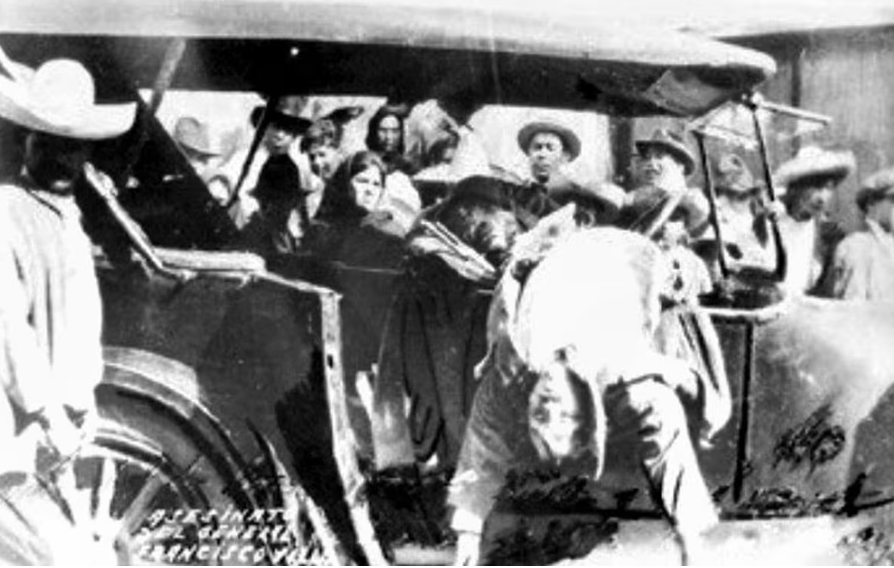 ASESINATO
DEL GENERAL
FRANCISCO VILLA